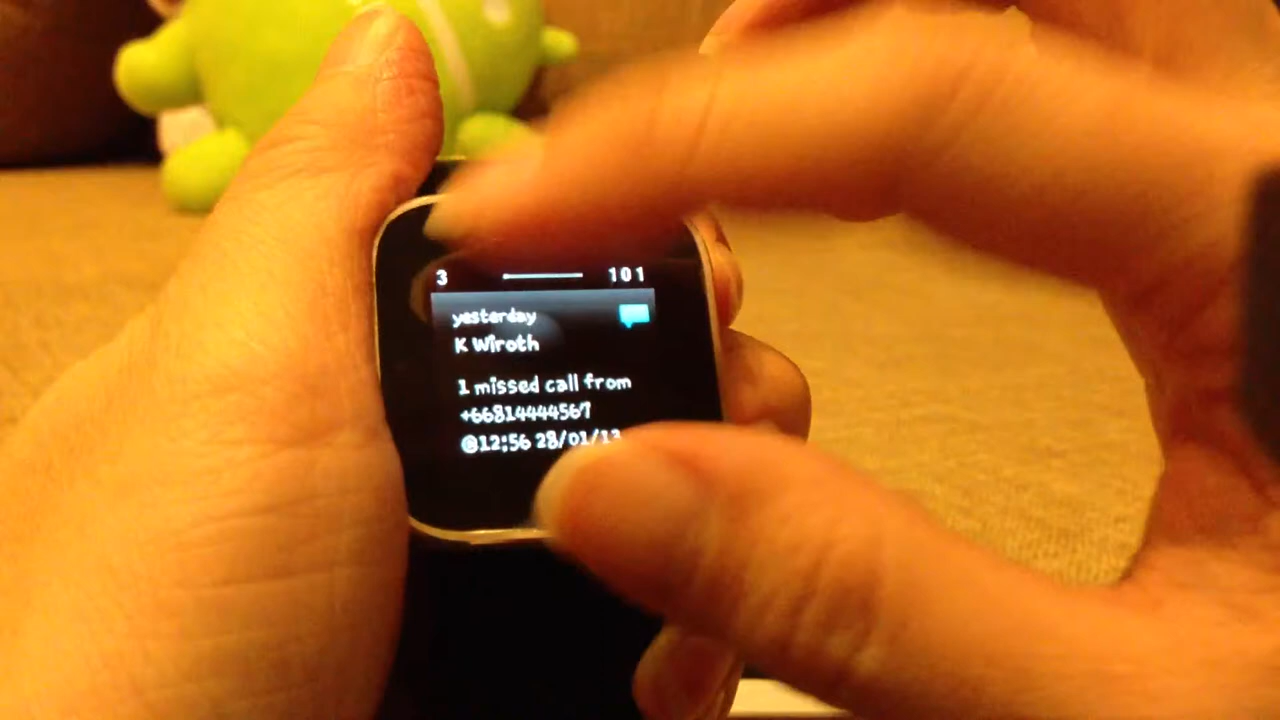 3 101
yesterday
K Wiroth
1 missed call from
+66814444567
@12:56 28/01/13